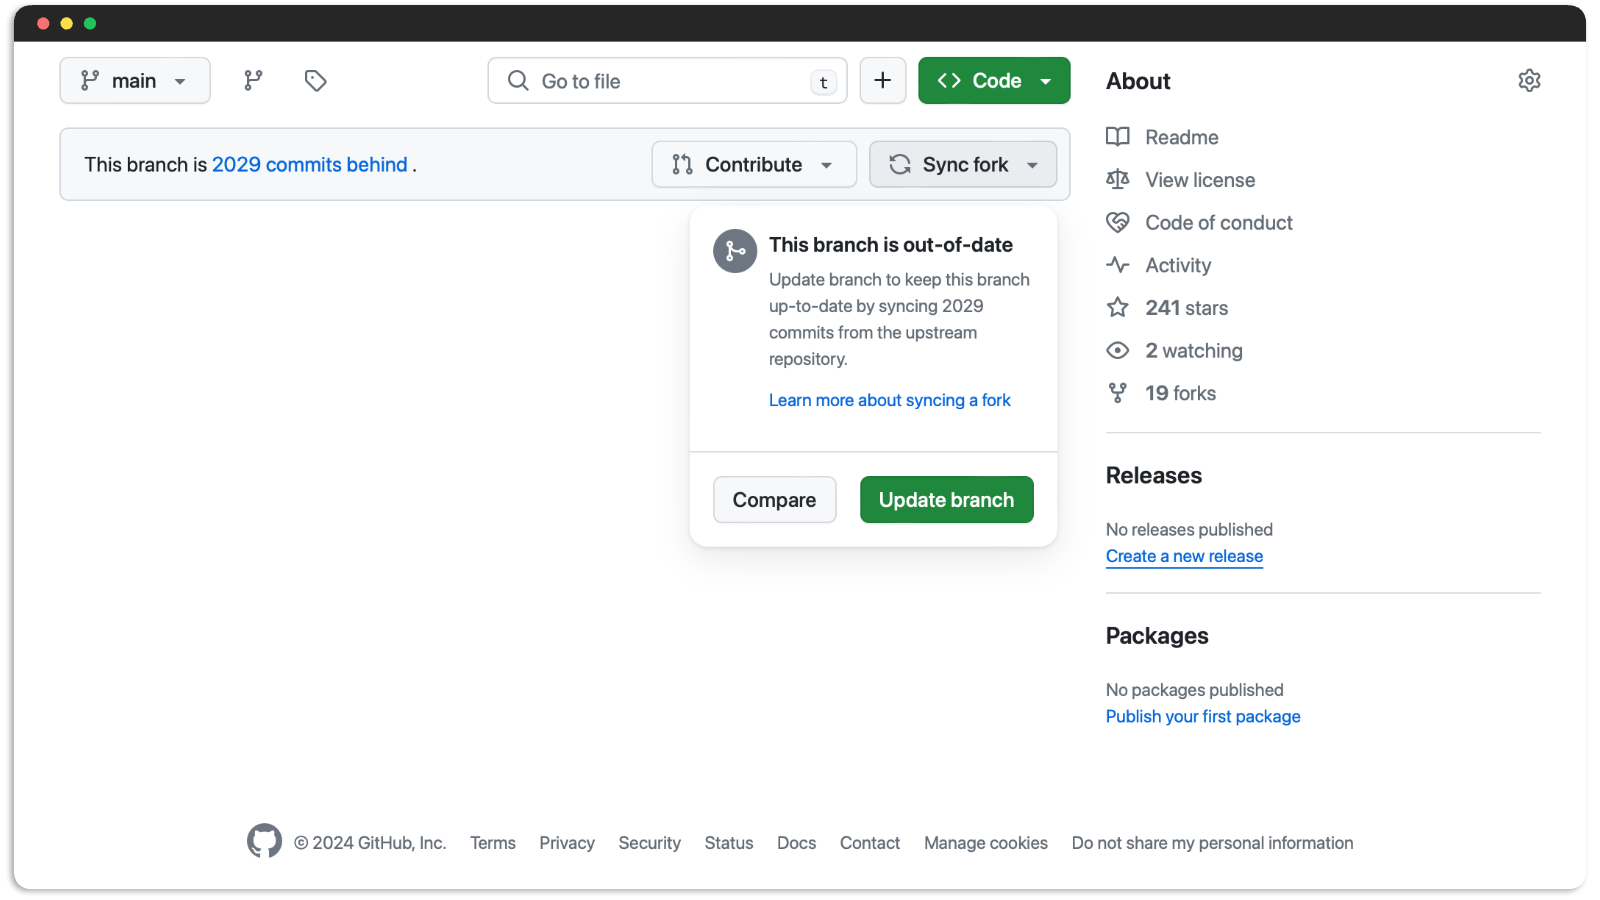 main
Go to file
t
Code
This branch is 2029 commits behind .
Contribute
Sync fork
This branch is out-of-date
Update branch to keep this branch
up-to-date by syncing 2029
commits from the upstream
repository.
Learn more about syncing a fork
Compare
Update branch
About
Readme
View license
Code of conduct
Activity
241 stars
2 watching
19 forks
Releases
No releases published
Create a new release
Packages
No packages published
Publish your first package
© 2024 GitHub, Inc.
Terms
Privacy
Security
Status
Docs
Contact
Manage cookies
Do not share my personal information